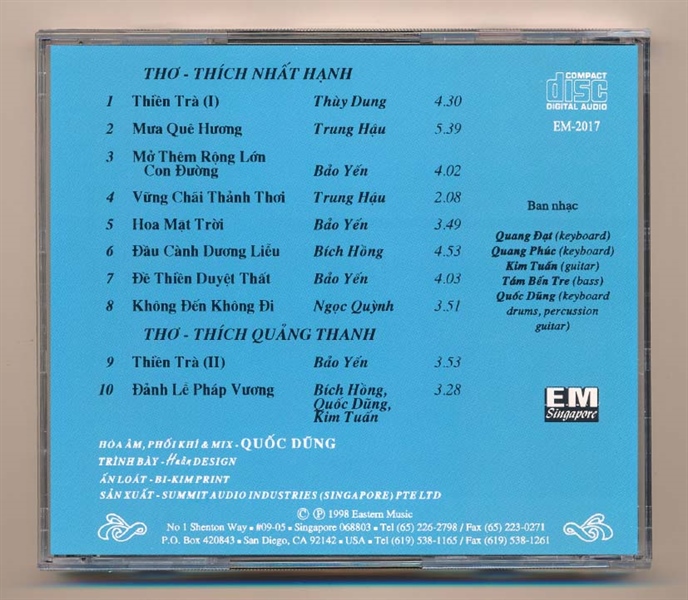 THƠ - THÍCH NHẤT HẠNH
1 Thiền Trà (I) Thùy Dung 4.30
2 Mưa Quê Hương Trung Hậu 5.39
3 Mở Thêm Rộng Lớn
Con Đường Bảo Yến 4.02
4 Vững Chãi Thảnh Thơi Trung Hậu 2.08
5 Hoa Mặt Trời Bảo Yến 3.49
6 Đầu Cành Dương Liễu Bích Hồng 4.53
7 Đề Thiền Duyệt Thất Bảo Yến 4.03
8 Không Đến Không Đi Ngọc Quỳnh 3.51
THƠ - THÍCH QUẢNG THANH
9 Thiền Trà (II) Bảo Yến 3.53
10 Đảnh Lễ Pháp Vương Bích Hồng, 3.28
Quốc Dũng,
Kim Tuấn
COMPACT
disc
DIGITAL AUDIO
EM-2017
Ban nhạc
Quang Đạt (keyboard)
Quang Phúc (keyboard)
Kim Tuấn (guitar)
Tám Bến Tre (bass)
Quốc Dũng (keyboard
drums, percussion
guitar)
EM
Singapore
HÒA ÂM, PHỐI KHÍ & MIX - QUỐC DŨNG
TRÌNH BÀY - Huân DESIGN
ẤN LOÁT - BI-KIM PRINT
SẢN XUẤT - SUMMIT AUDIO INDUSTRIES (SINGAPORE) PTE LTD
© ℗ 1998 Eastern Music
No 1 Shenton Way ▪ #09-05 ▪ Singapore 068803 ▪ Tel (65) 226-2798 / Fax (65) 223-0271
P.O. Box 420843 ▪ San Diego, CA 92142 ▪ USA ▪ Tel (619) 538-1165 / Fax (619) 538-1261